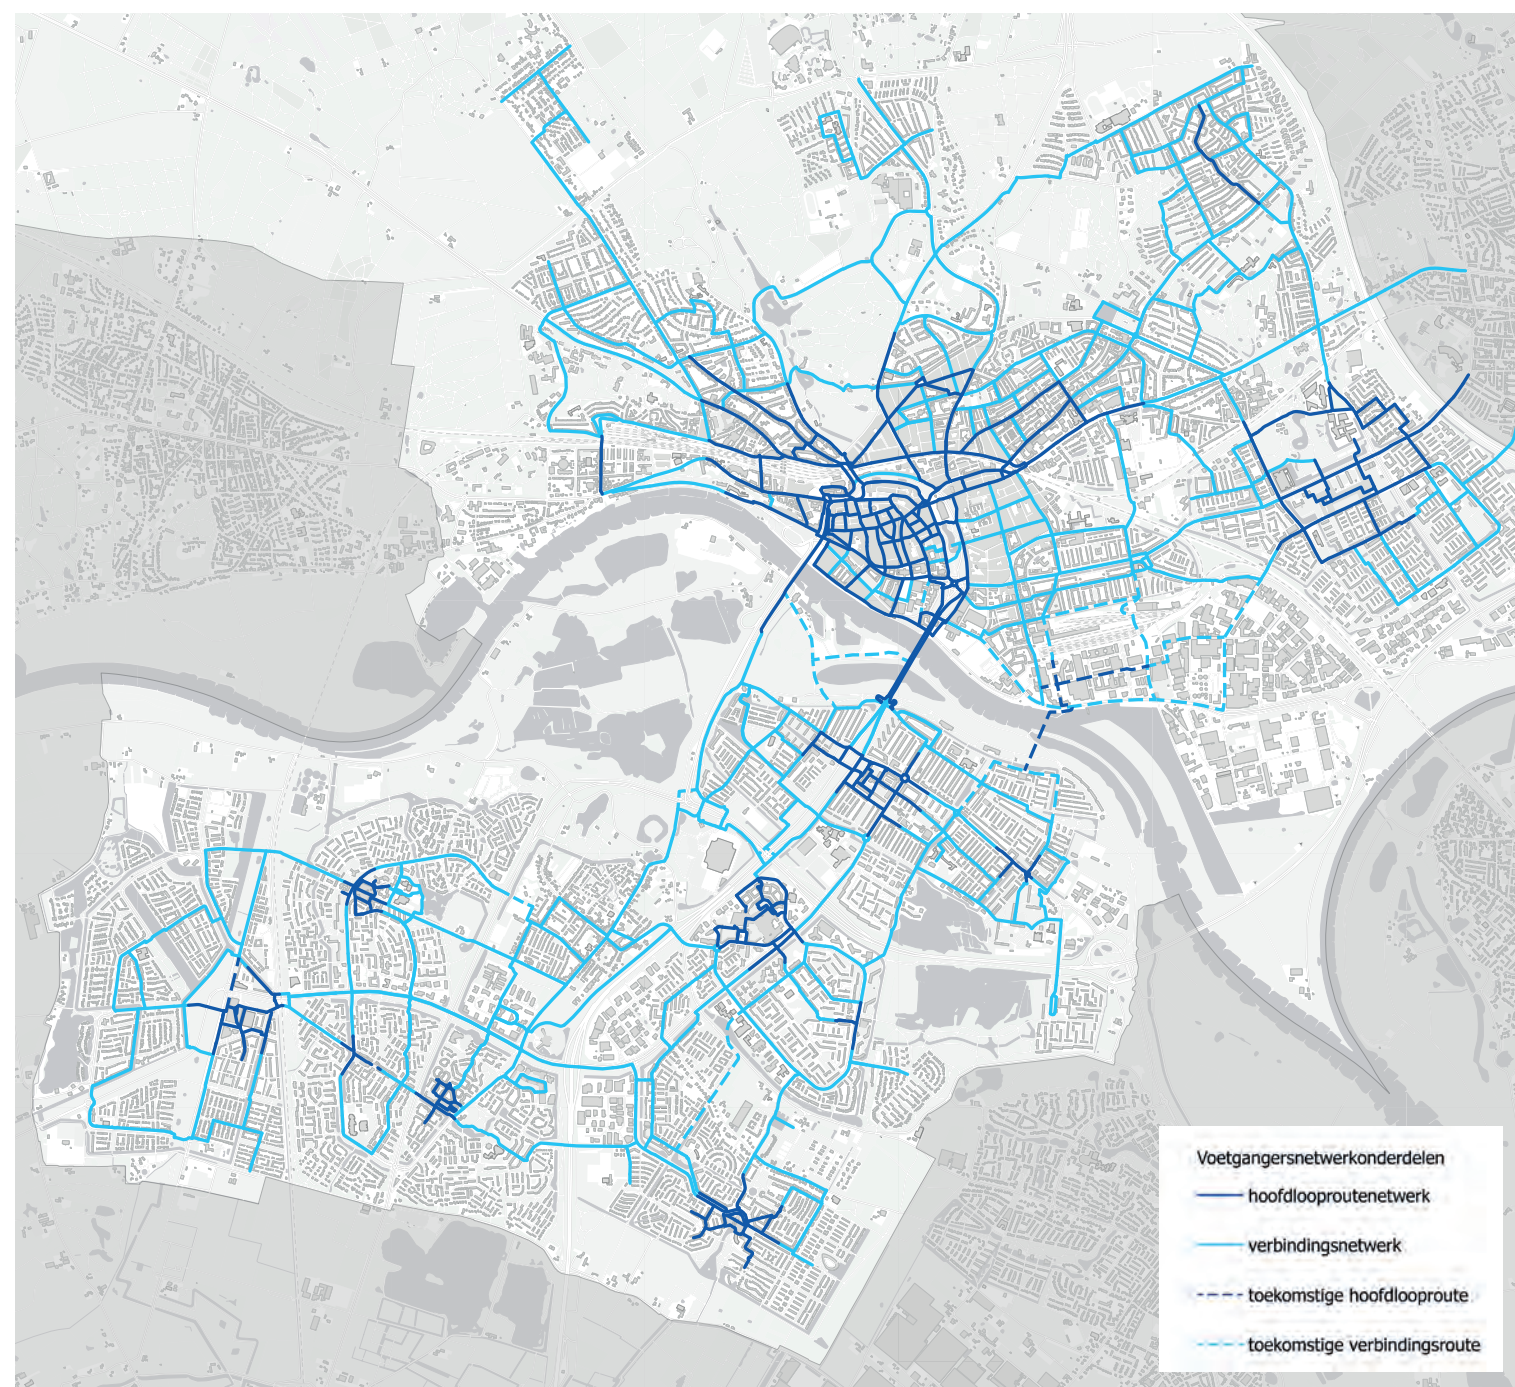 Voetgangersnetwerkonderdelen
hoofdlooproutenetwerk
verbindingsnetwerk
toekomstige hoofdlooproute
toekomstige verbindingsroute